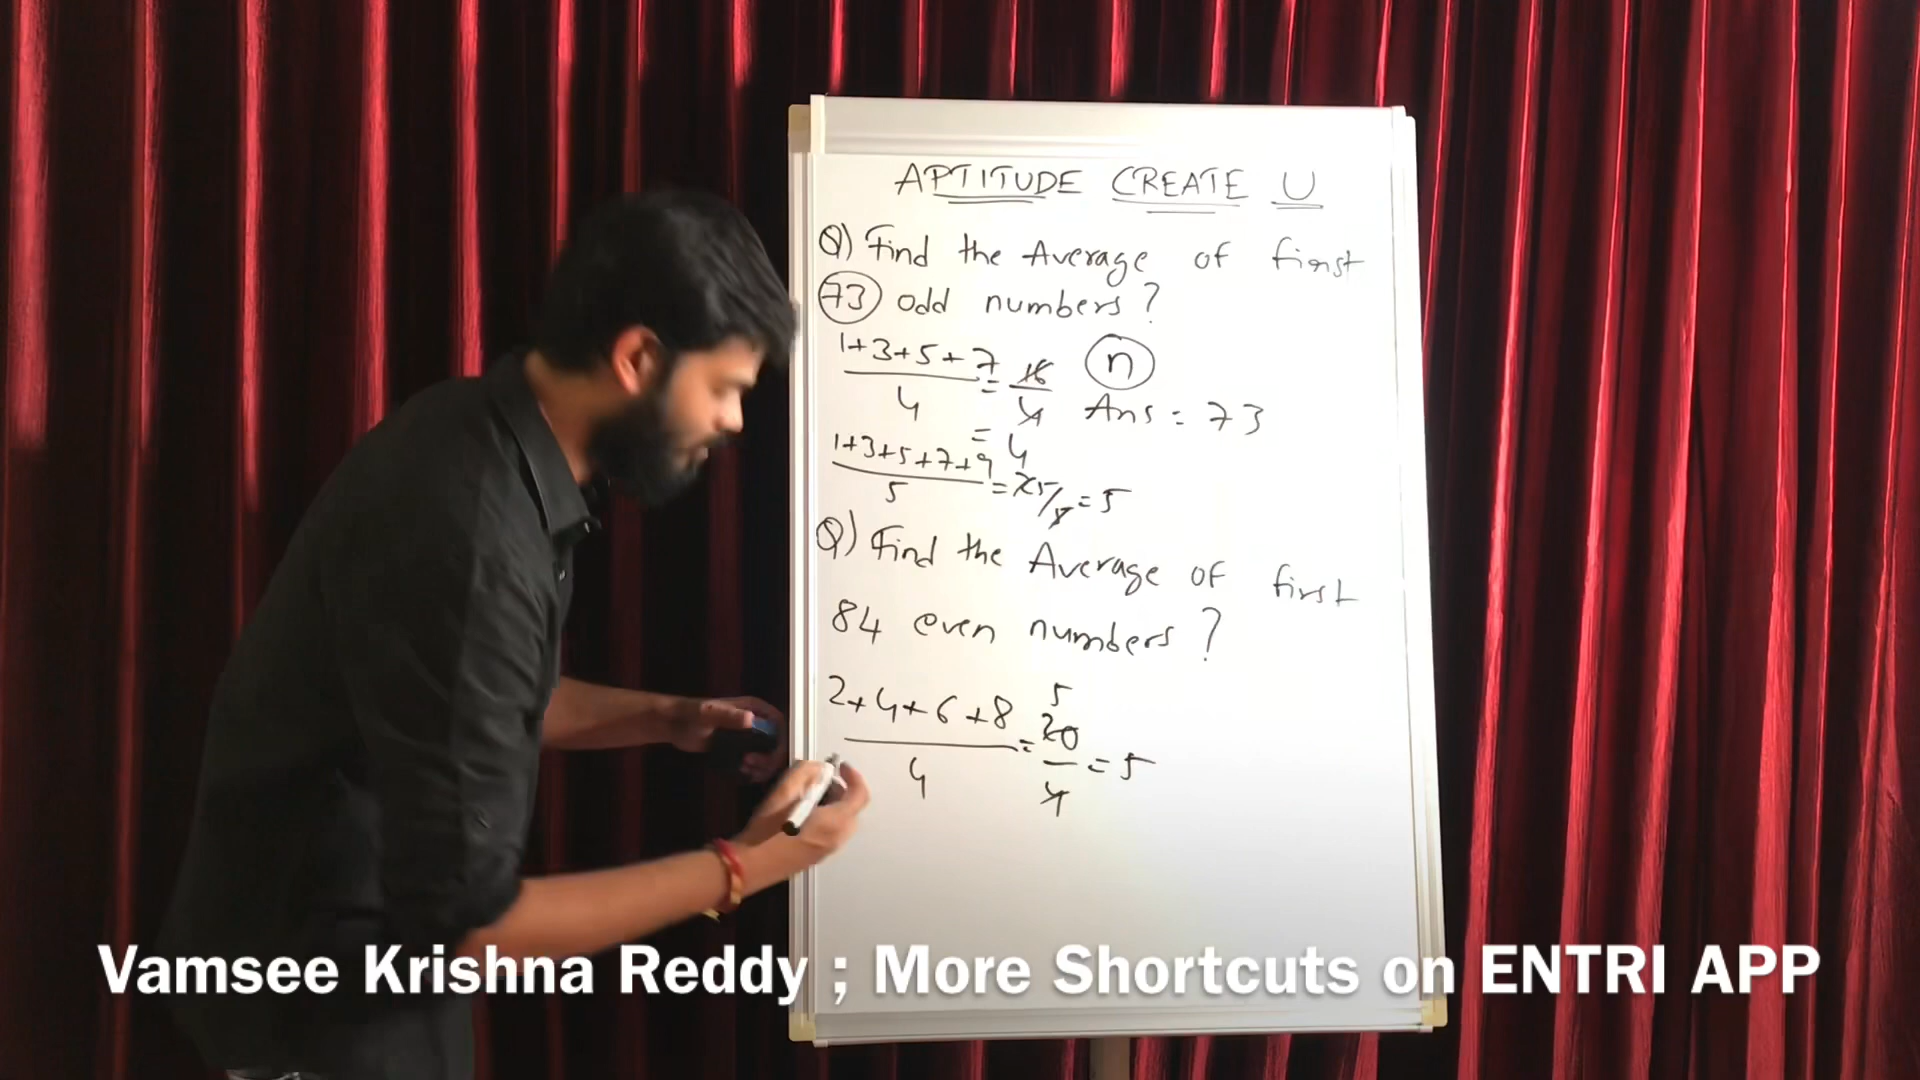 APTITUDE CREATE U
Q) Find the Average of first
73 odd numbers?
1+3+5+7 / 4 = 16/4 n
= 4 Ans = 73
1+3+5+7+9 / 5 = 25/5 = 5
Q) Find the Average of first
84 even numbers?
5
2+4+6+8 / 4 = 20/4 = 5
Vamsee Krishna Reddy ; More Shortcuts on ENTRI APP